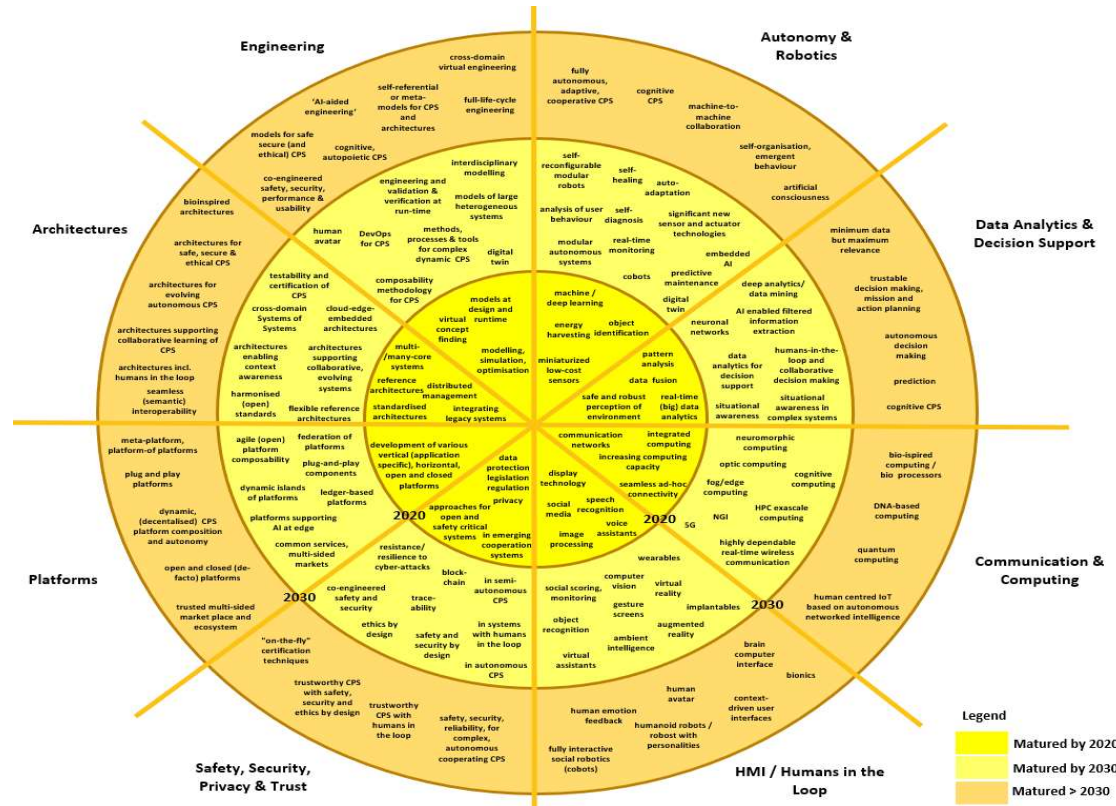 Engineering
Autonomy &
Robotics
cross-domain
virtual engineering
self-referential
or meta-
models for CPS
and
architectures
'AI-aided
engineering'
full-life-cycle
engineering
models for safe
secure (and
ethical) CPS
cognitive,
autopoietic CPS
co-engineered
safety, security,
performance &
usability
interdisciplinary
modelling
engineering and
validation &
verification at
run-time
models of large
heterogeneous
systems
human
avatar
DevOps
for CPS
methods,
processes & tools
for complex
dynamic CPS
digital
twin
composability
methodology
for CPS
models at
design and
runtime
virtual
concept
finding
modelling,
simulation,
optimisation
fully
autonomous,
adaptive,
cooperative CPS
cognitive
CPS
machine-to-
machine
collaboration
self-organisation,
emergent
behaviour
artificial
consciousness
self-
reconfigurable
modular
robots
self-
healing
auto-
adaptation
analysis of user
behaviour
self-
diagnosis
significant new
sensor and actuator
technologies
modular
autonomous
systems
real-time
monitoring
embedded
AI
cobots
predictive
maintenance
digital
twin
machine /
deep learning
energy
harvesting
object
identification
miniaturized
low-cost
sensors
Architectures
bioinspired
architectures
architectures for
safe, secure &
ethical CPS
architectures for
evolving
autonomous CPS
architectures supporting
collaborative learning of
CPS
architectures incl.
humans in the loop
seamless
(semantic)
interoperability
testability and
certification of
CPS
cross-domain
Systems of
Systems
cloud-edge-
embedded
architectures
architectures
enabling
context
awareness
architectures
supporting
collaborative,
evolving
systems
harmonised
(open)
standards
flexible reference
architectures
multi-
/many-core
systems
reference
architectures
distributed
management
standardised
architectures
integrating
legacy systems
Data Analytics
& Decision Support
minimum data
but maximum
relevance
trustable
decision making,
mission and
action planning
autonomous
decision
making
prediction
cognitive CPS
deep analytics/
data mining
neuronal
networks
AI enabled filtered
information
extraction
data
analytics for
decision
support
humans-in-the-
loop and
collaborative
decision making
situational
awareness
situational
awareness in
complex systems
pattern
analysis
data fusion
safe and robust
perception of
environment
real-time
(big) data
analytics
Platforms
meta-platform,
platform-of platforms
plug and play
platforms
dynamic,
(decentalised) CPS
platform composition
and autonomy
open and closed (de-
facto) platforms
trusted multi-sided
market place and
ecosystem
agile (open)
platform
composability
federation of
platforms
plug-and-play
components
dynamic islands
of platforms
ledger-based
platforms
platforms supporting
AI at edge
common services,
multi-sided
markets
development of various
vertical (application
specific), horizontal,
open and closed
platforms
2020
2030
Communication &
Computing
communication
networks
integrated
computing
increasing computing
capacity
seamless ad-hoc
connectivity
neuromorphic
computing
optic computing
cognitive
computing
fog/edge
computing
5G
NGI
HPC exascale
computing
highly dependable
real-time wireless
communication
bio-ispired
computing /
bio processors
DNA-based
computing
quantum
computing
human centred IoT
based on autonomous
networked intelligence
2020
2030
Safety, Security,
Privacy & Trust
data
protection
legislation
regulation
privacy
approaches for
open and
safety critical
systems
in emerging
cooperation
systems
resistance/
resilience to
cyber-attacks
block-
chain
in semi-
autonomous
CPS
co-engineered
safety and
security
trace-
ability
ethics by
design
safety and
security by
design
in systems
with humans
in the loop
in autonomous
CPS
"on-the-fly"
certification
techniques
trustworthy CPS
with safety,
security and
ethics by design
trustworthy
CPS with
humans in
the loop
safety, security,
reliability, for
complex,
autonomous
cooperating CPS
HMI / Humans in the
Loop
display
technology
social
media
speech
recognition
voice
assistants
image
processing
wearables
social scoring,
monitoring
computer
vision
virtual
reality
gesture
screens
implantables
object
recognition
augmented
reality
ambient
intelligence
virtual
assistants
brain
computer
interface
bionics
human
avatar
context-
driven user
interfaces
human emotion
feedback
humanoid robots /
robost with
personalities
fully interactive
social robotics
(cobots)
Legend
Matured by 2020
Matured by 2030
Matured > 2030